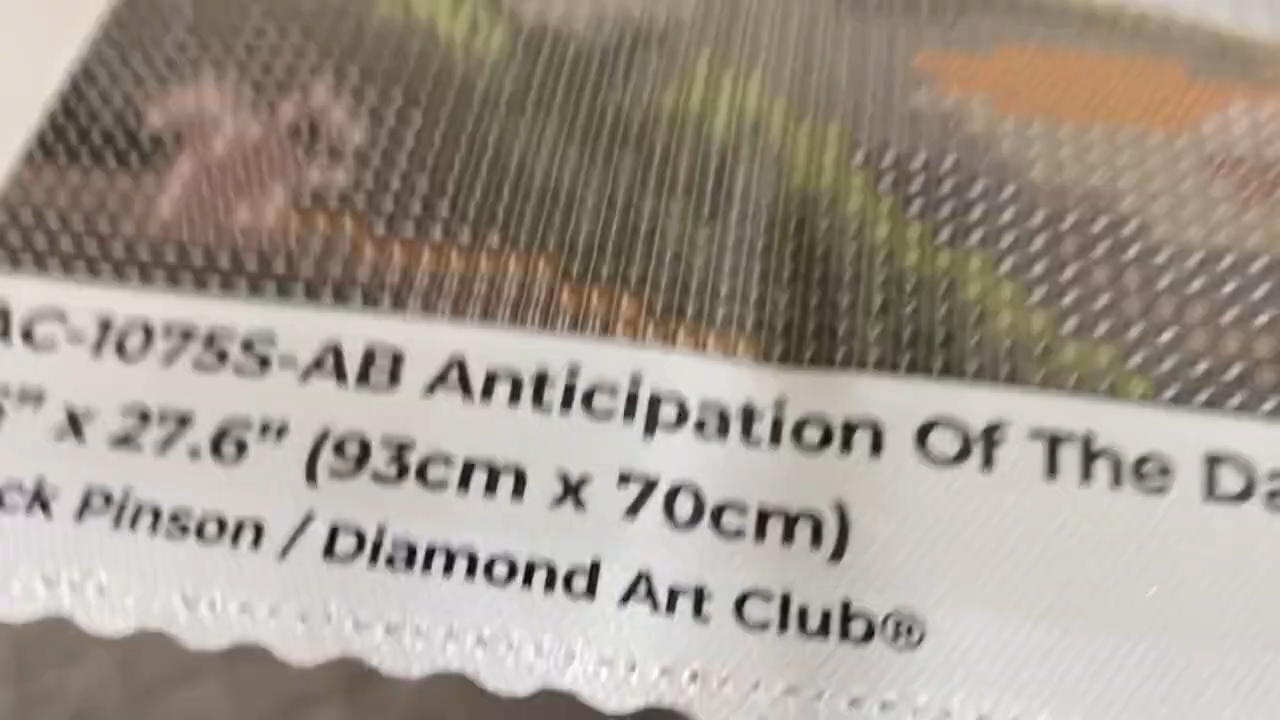 AC-1075S-AB Anticipation Of The Da
" x 27.6" (93cm x 70cm)
ck Pinson / Diamond Art Club®